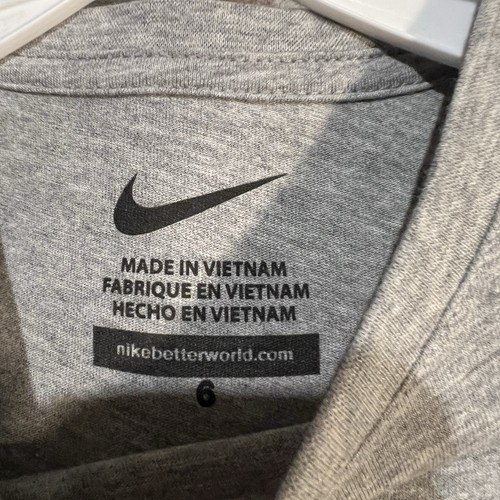 MADE IN VIETNAM
FABRIQUE EN VIETNAM
HECHO EN VIETNAM
nikebetterworld.com
6